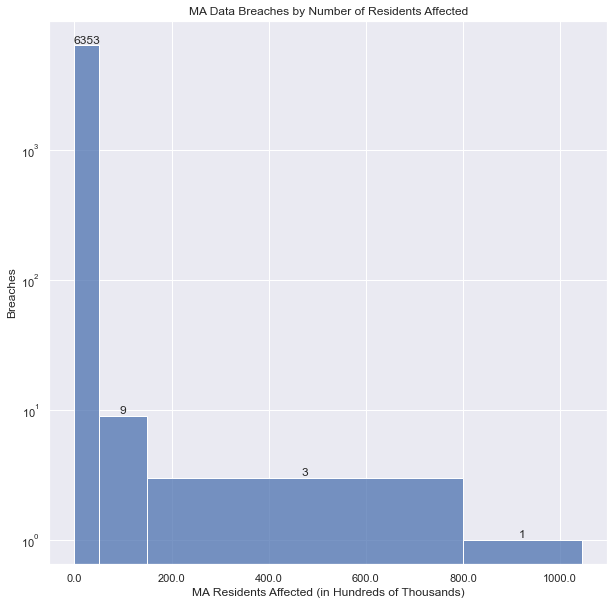 MA Data Breaches by Number of Residents Affected
6353
10³
10²
10¹
10⁰
Breaches
9
3
1
0.0 200.0 400.0 600.0 800.0 1000.0
MA Residents Affected (in Hundreds of Thousands)